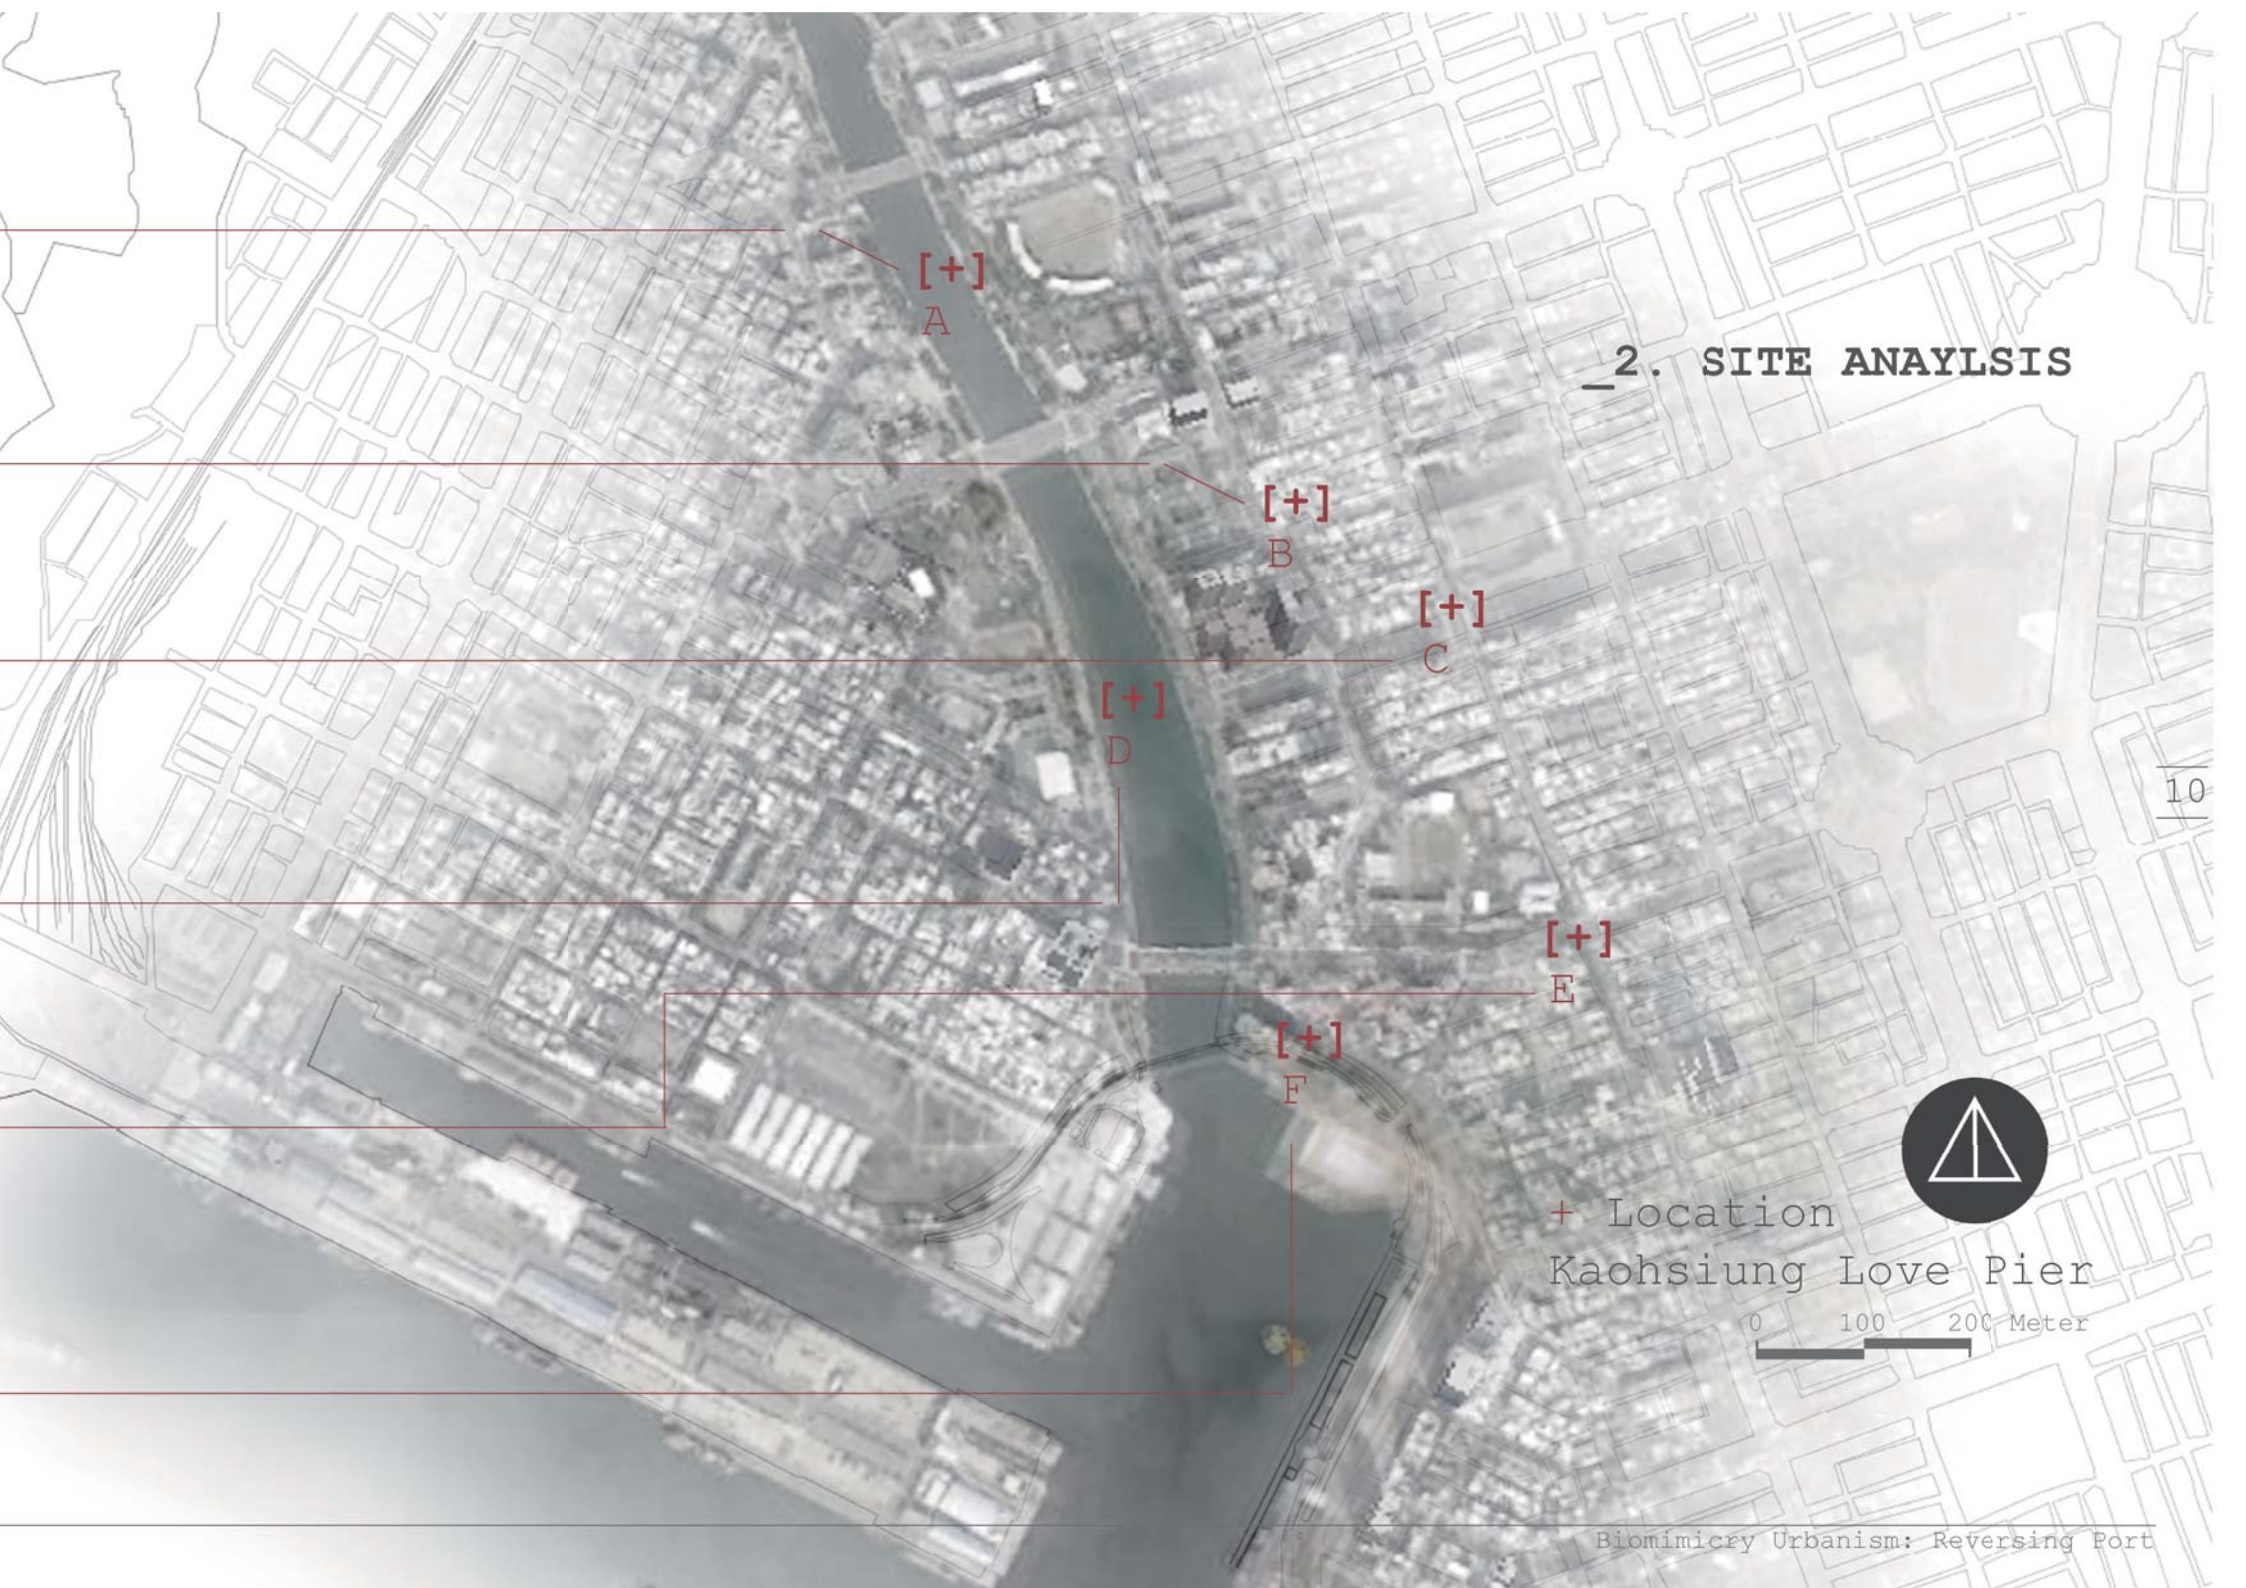 [+]
A
_2. SITE ANAYLSIS
[+]
B
[+]
C
[+]
D
10
[+]
E
[+]
F
+ Location
Kaohsiung Love Pier
0 100 200 Meter
Biomimicry Urbanism: Reversing Port